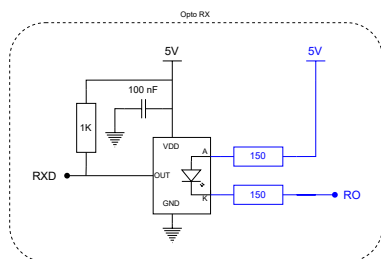 Opto RX
5V
5V
100 nF
1K
VDD
A
150
RXD
OUT
K
150
RO
GND